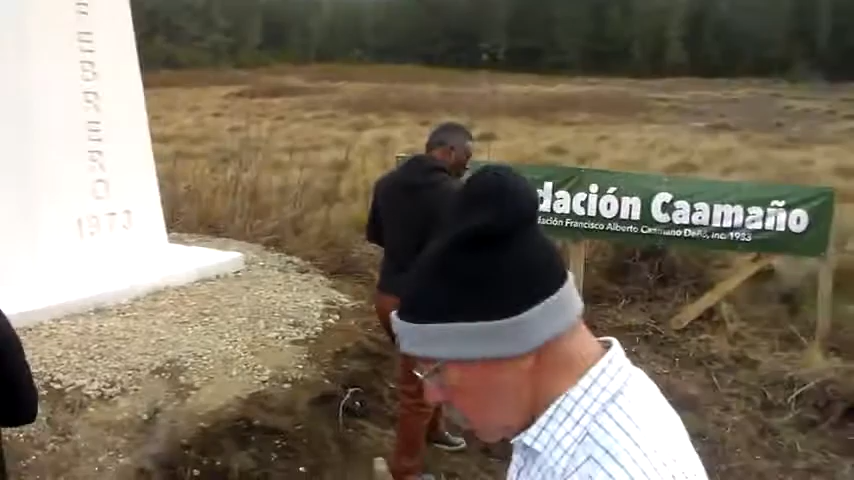 FEBRERO
1973
dación Caamaño
dación Francisco Alberto Caamaño Deñó, Inc. 1983